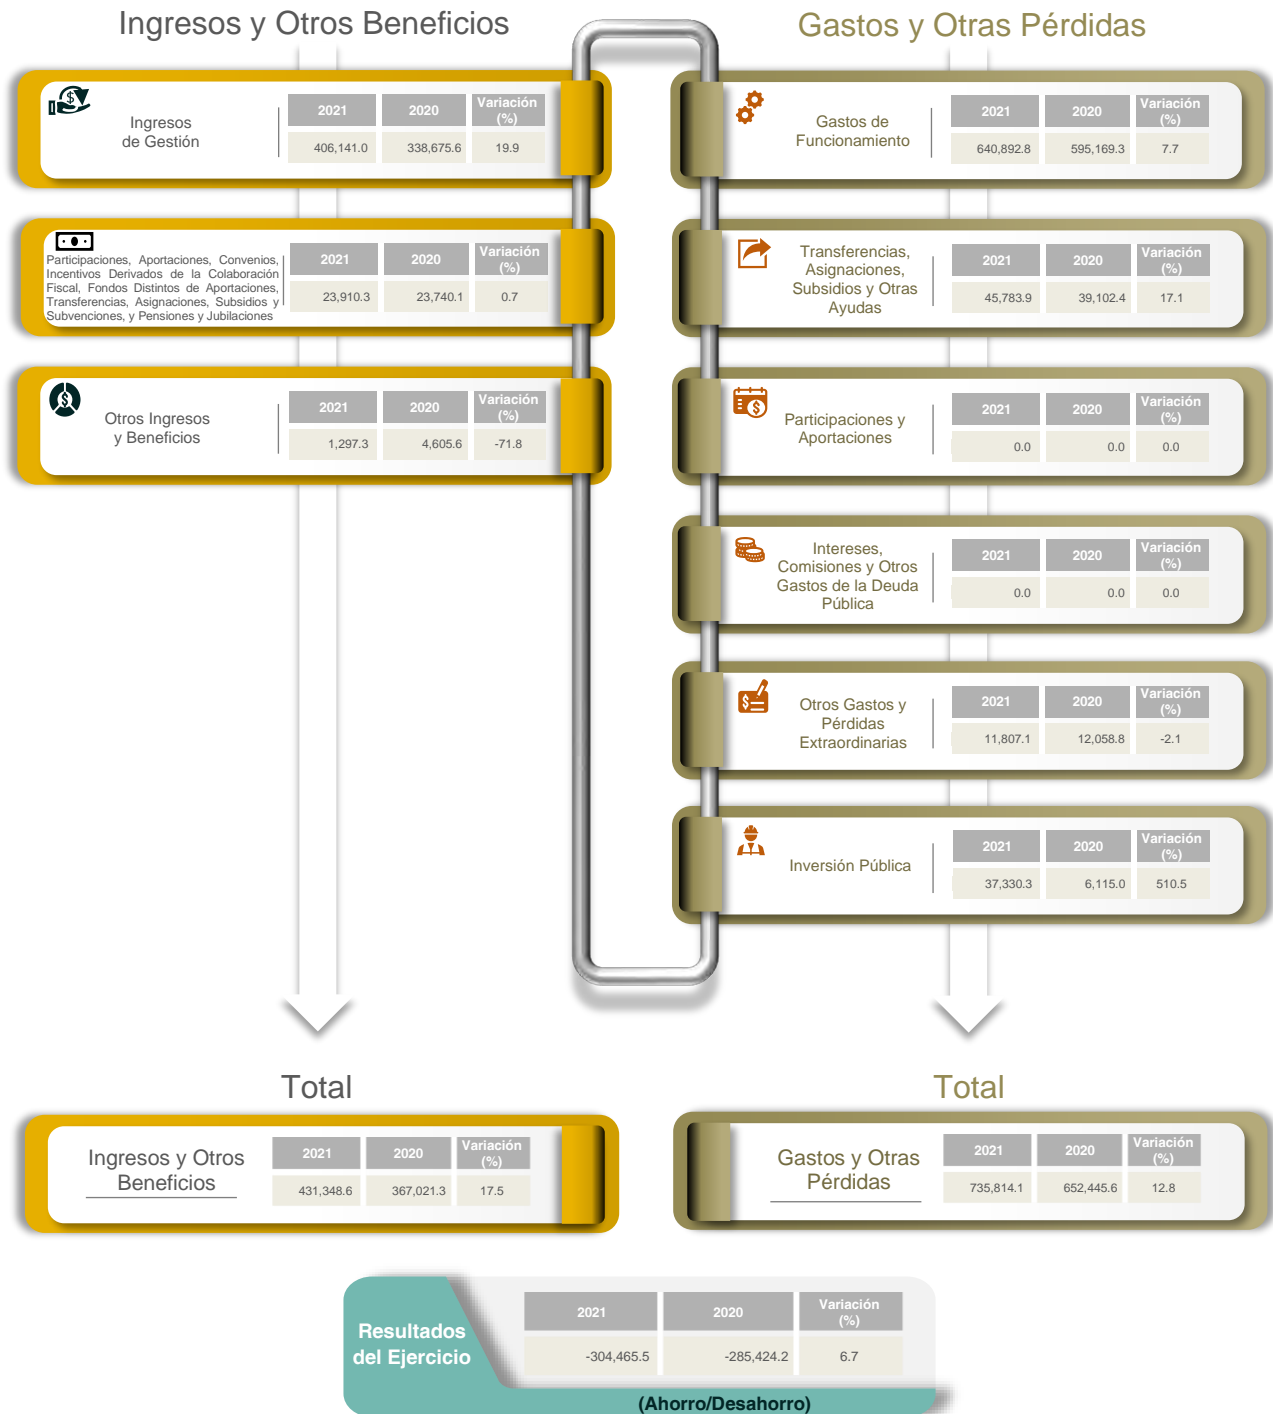 Ingresos y Otros Beneficios
Ingresos
de Gestión
2021 2020 Variación (%)
406,141.0 338,675.6 19.9
Participaciones, Aportaciones, Convenios,
Incentivos Derivados de la Colaboración
Fiscal, Fondos Distintos de Aportaciones,
Transferencias, Asignaciones, Subsidios y
Subvenciones, y Pensiones y Jubilaciones
2021 2020 Variación (%)
23,910.3 23,740.1 0.7
Otros Ingresos
y Beneficios
2021 2020 Variación (%)
1,297.3 4,605.6 -71.8
Gastos y Otras Pérdidas
Gastos de
Funcionamiento
2021 2020 Variación (%)
640,892.8 595,169.3 7.7
Transferencias,
Asignaciones,
Subsidios y Otras
Ayudas
2021 2020 Variación (%)
45,783.9 39,102.4 17.1
Participaciones y
Aportaciones
2021 2020 Variación (%)
0.0 0.0 0.0
Intereses,
Comisiones y Otros
Gastos de la Deuda
Pública
2021 2020 Variación (%)
0.0 0.0 0.0
Otros Gastos y
Pérdidas
Extraordinarias
2021 2020 Variación (%)
11,807.1 12,058.8 -2.1
Inversión Pública
2021 2020 Variación (%)
37,330.3 6,115.0 510.5
Total
Ingresos y Otros
Beneficios
2021 2020 Variación (%)
431,348.6 367,021.3 17.5
Total
Gastos y Otras
Pérdidas
2021 2020 Variación (%)
735,814.1 652,445.6 12.8
Resultados
del Ejercicio
2021 2020 Variación (%)
-304,465.5 -285,424.2 6.7
(Ahorro/Desahorro)